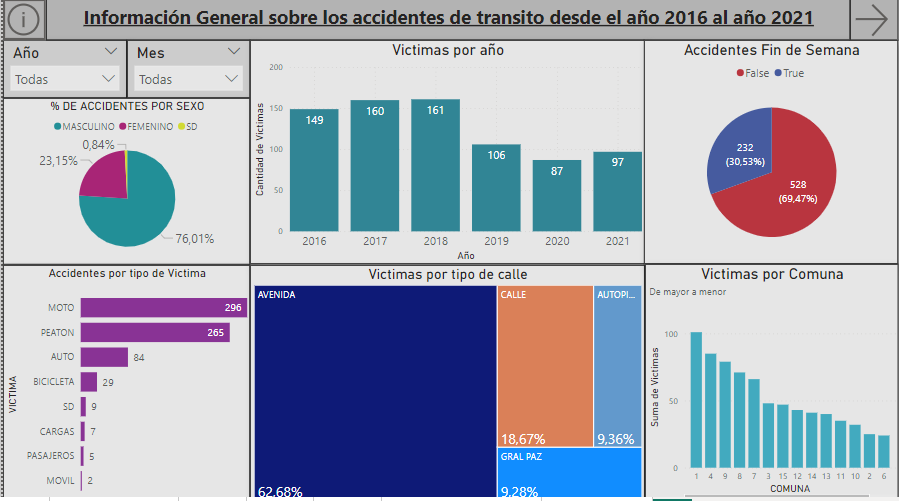 Información General sobre los accidentes de transito desde el año 2016 al año 2021
Año
Todas
Mes
Todas
% DE ACCIDENTES POR SEXO
MASCULINO FEMENINO SD
0,84%
23,15%
76,01%
Victimas por año
Cantidad de Victimas
200
150
100
50
0
149
160
161
106
87
97
2016 2017 2018 2019 2020 2021
Año
Accidentes Fin de Semana
False True
232
(30,53%)
528
(69,47%)
Accidentes por tipo de Victima
VICTIMA
MOTO 296
PEATON 265
AUTO 84
BICICLETA 29
SD 9
CARGAS 7
PASAJEROS 5
MOVIL 2
Victimas por tipo de calle
AVENIDA
62,68%
CALLE
18,67%
AUTOPI...
9,36%
GRAL PAZ
9,28%
Victimas por Comuna
De mayor a menor
Suma de Victimas
100
50
0
1 4 9 8 7 3 15 12 14 13 11 10 2 6
COMUNA